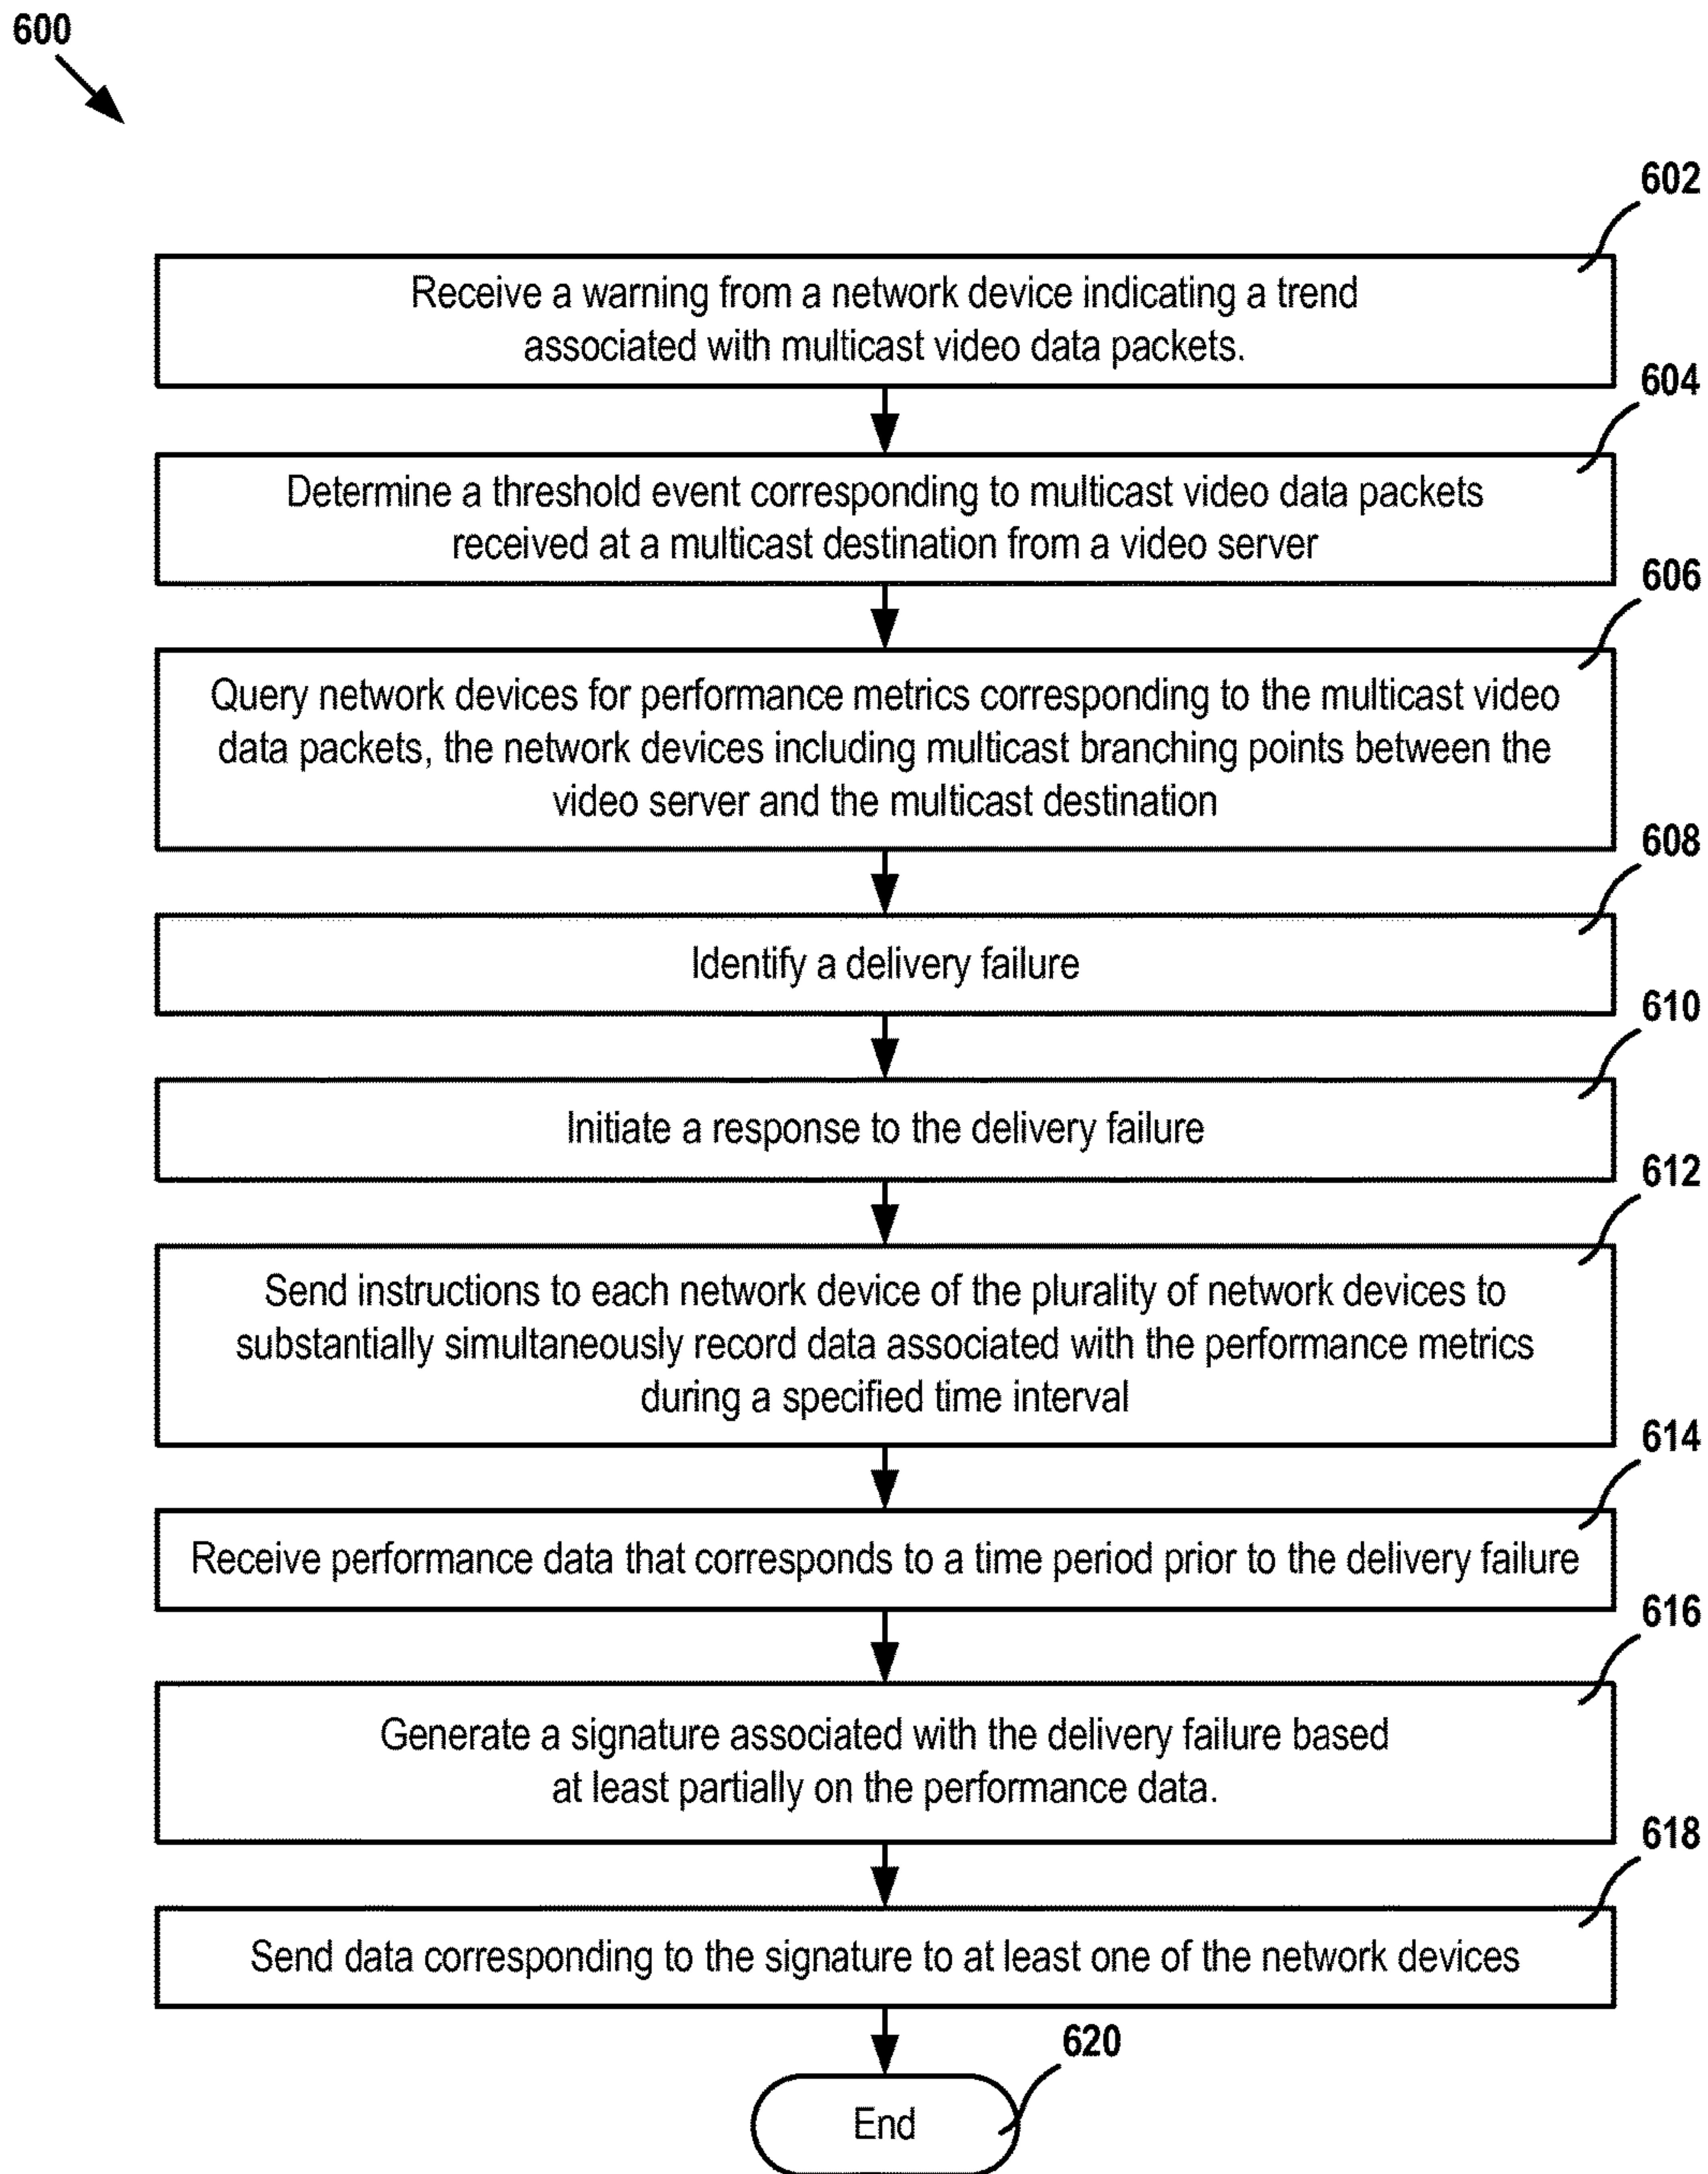 600
602
Receive a warning from a network device indicating a trend
associated with multicast video data packets.
604
Determine a threshold event corresponding to multicast video data packets
received at a multicast destination from a video server
606
Query network devices for performance metrics corresponding to the multicast video
data packets, the network devices including multicast branching points between the
video server and the multicast destination
608
Identify a delivery failure
610
Initiate a response to the delivery failure
612
Send instructions to each network device of the plurality of network devices to
substantially simultaneously record data associated with the performance metrics
during a specified time interval
614
Receive performance data that corresponds to a time period prior to the delivery failure
616
Generate a signature associated with the delivery failure based
at least partially on the performance data.
618
Send data corresponding to the signature to at least one of the network devices
620
End